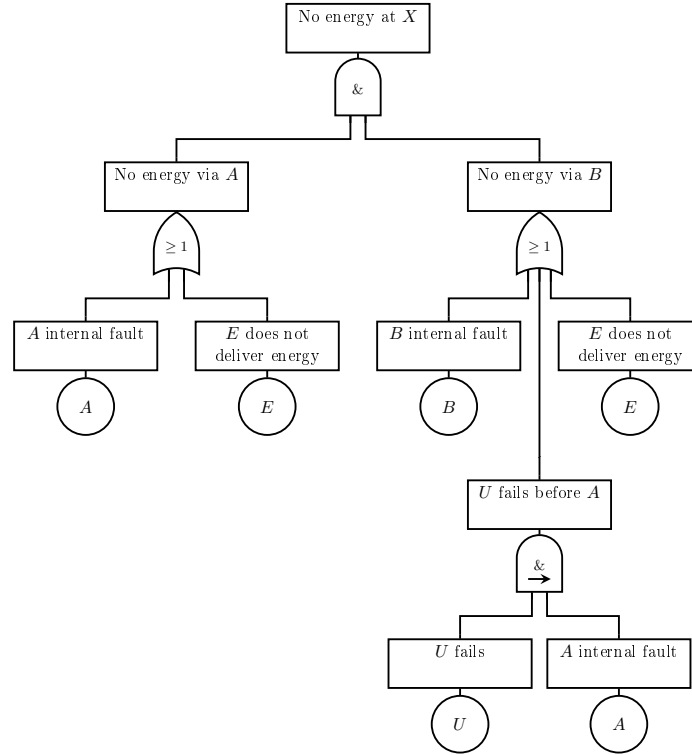 No energy at X
&
No energy via A
No energy via B
≥ 1
≥ 1
A internal fault
E does not
deliver energy
B internal fault
E does not
deliver energy
A
E
B
E
U fails before A
&
U fails
A internal fault
U
A